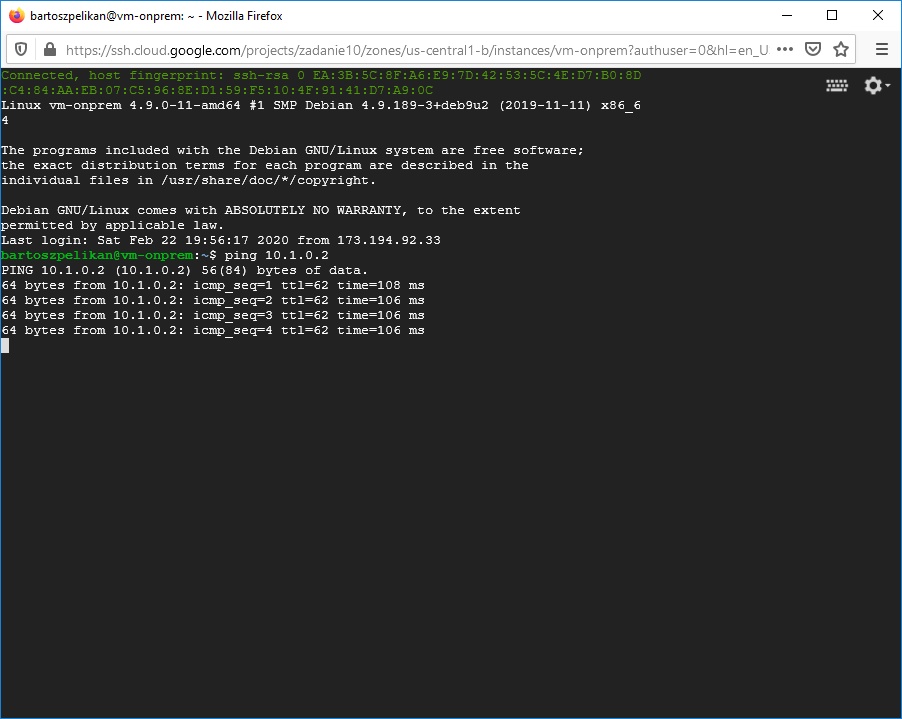 bartoszpelikan@vm-onprem: ~ - Mozilla Firefox
https://ssh.cloud.google.com/projects/zadanie10/zones/us-central1-b/instances/vm-onprem?authuser=0&hl=en_U
Connected, host fingerprint: ssh-rsa 0 EA:3B:5C:8F:A6:E9:7D:42:53:5C:4E:D7:B0:8D
:C4:84:AA:EB:07:C5:96:8E:D1:59:F5:10:4F:91:41:D7:A9:0C
Linux vm-onprem 4.9.0-11-amd64 #1 SMP Debian 4.9.189-3+deb9u2 (2019-11-11) x86_6
4
The programs included with the Debian GNU/Linux system are free software;
the exact distribution terms for each program are described in the
individual files in /usr/share/doc/*/copyright.
Debian GNU/Linux comes with ABSOLUTELY NO WARRANTY, to the extent
permitted by applicable law.
Last login: Sat Feb 22 19:56:17 2020 from 173.194.92.33
bartoszpelikan@vm-onprem:~$ ping 10.1.0.2
PING 10.1.0.2 (10.1.0.2) 56(84) bytes of data.
64 bytes from 10.1.0.2: icmp_seq=1 ttl=62 time=108 ms
64 bytes from 10.1.0.2: icmp_seq=2 ttl=62 time=106 ms
64 bytes from 10.1.0.2: icmp_seq=3 ttl=62 time=106 ms
64 bytes from 10.1.0.2: icmp_seq=4 ttl=62 time=106 ms